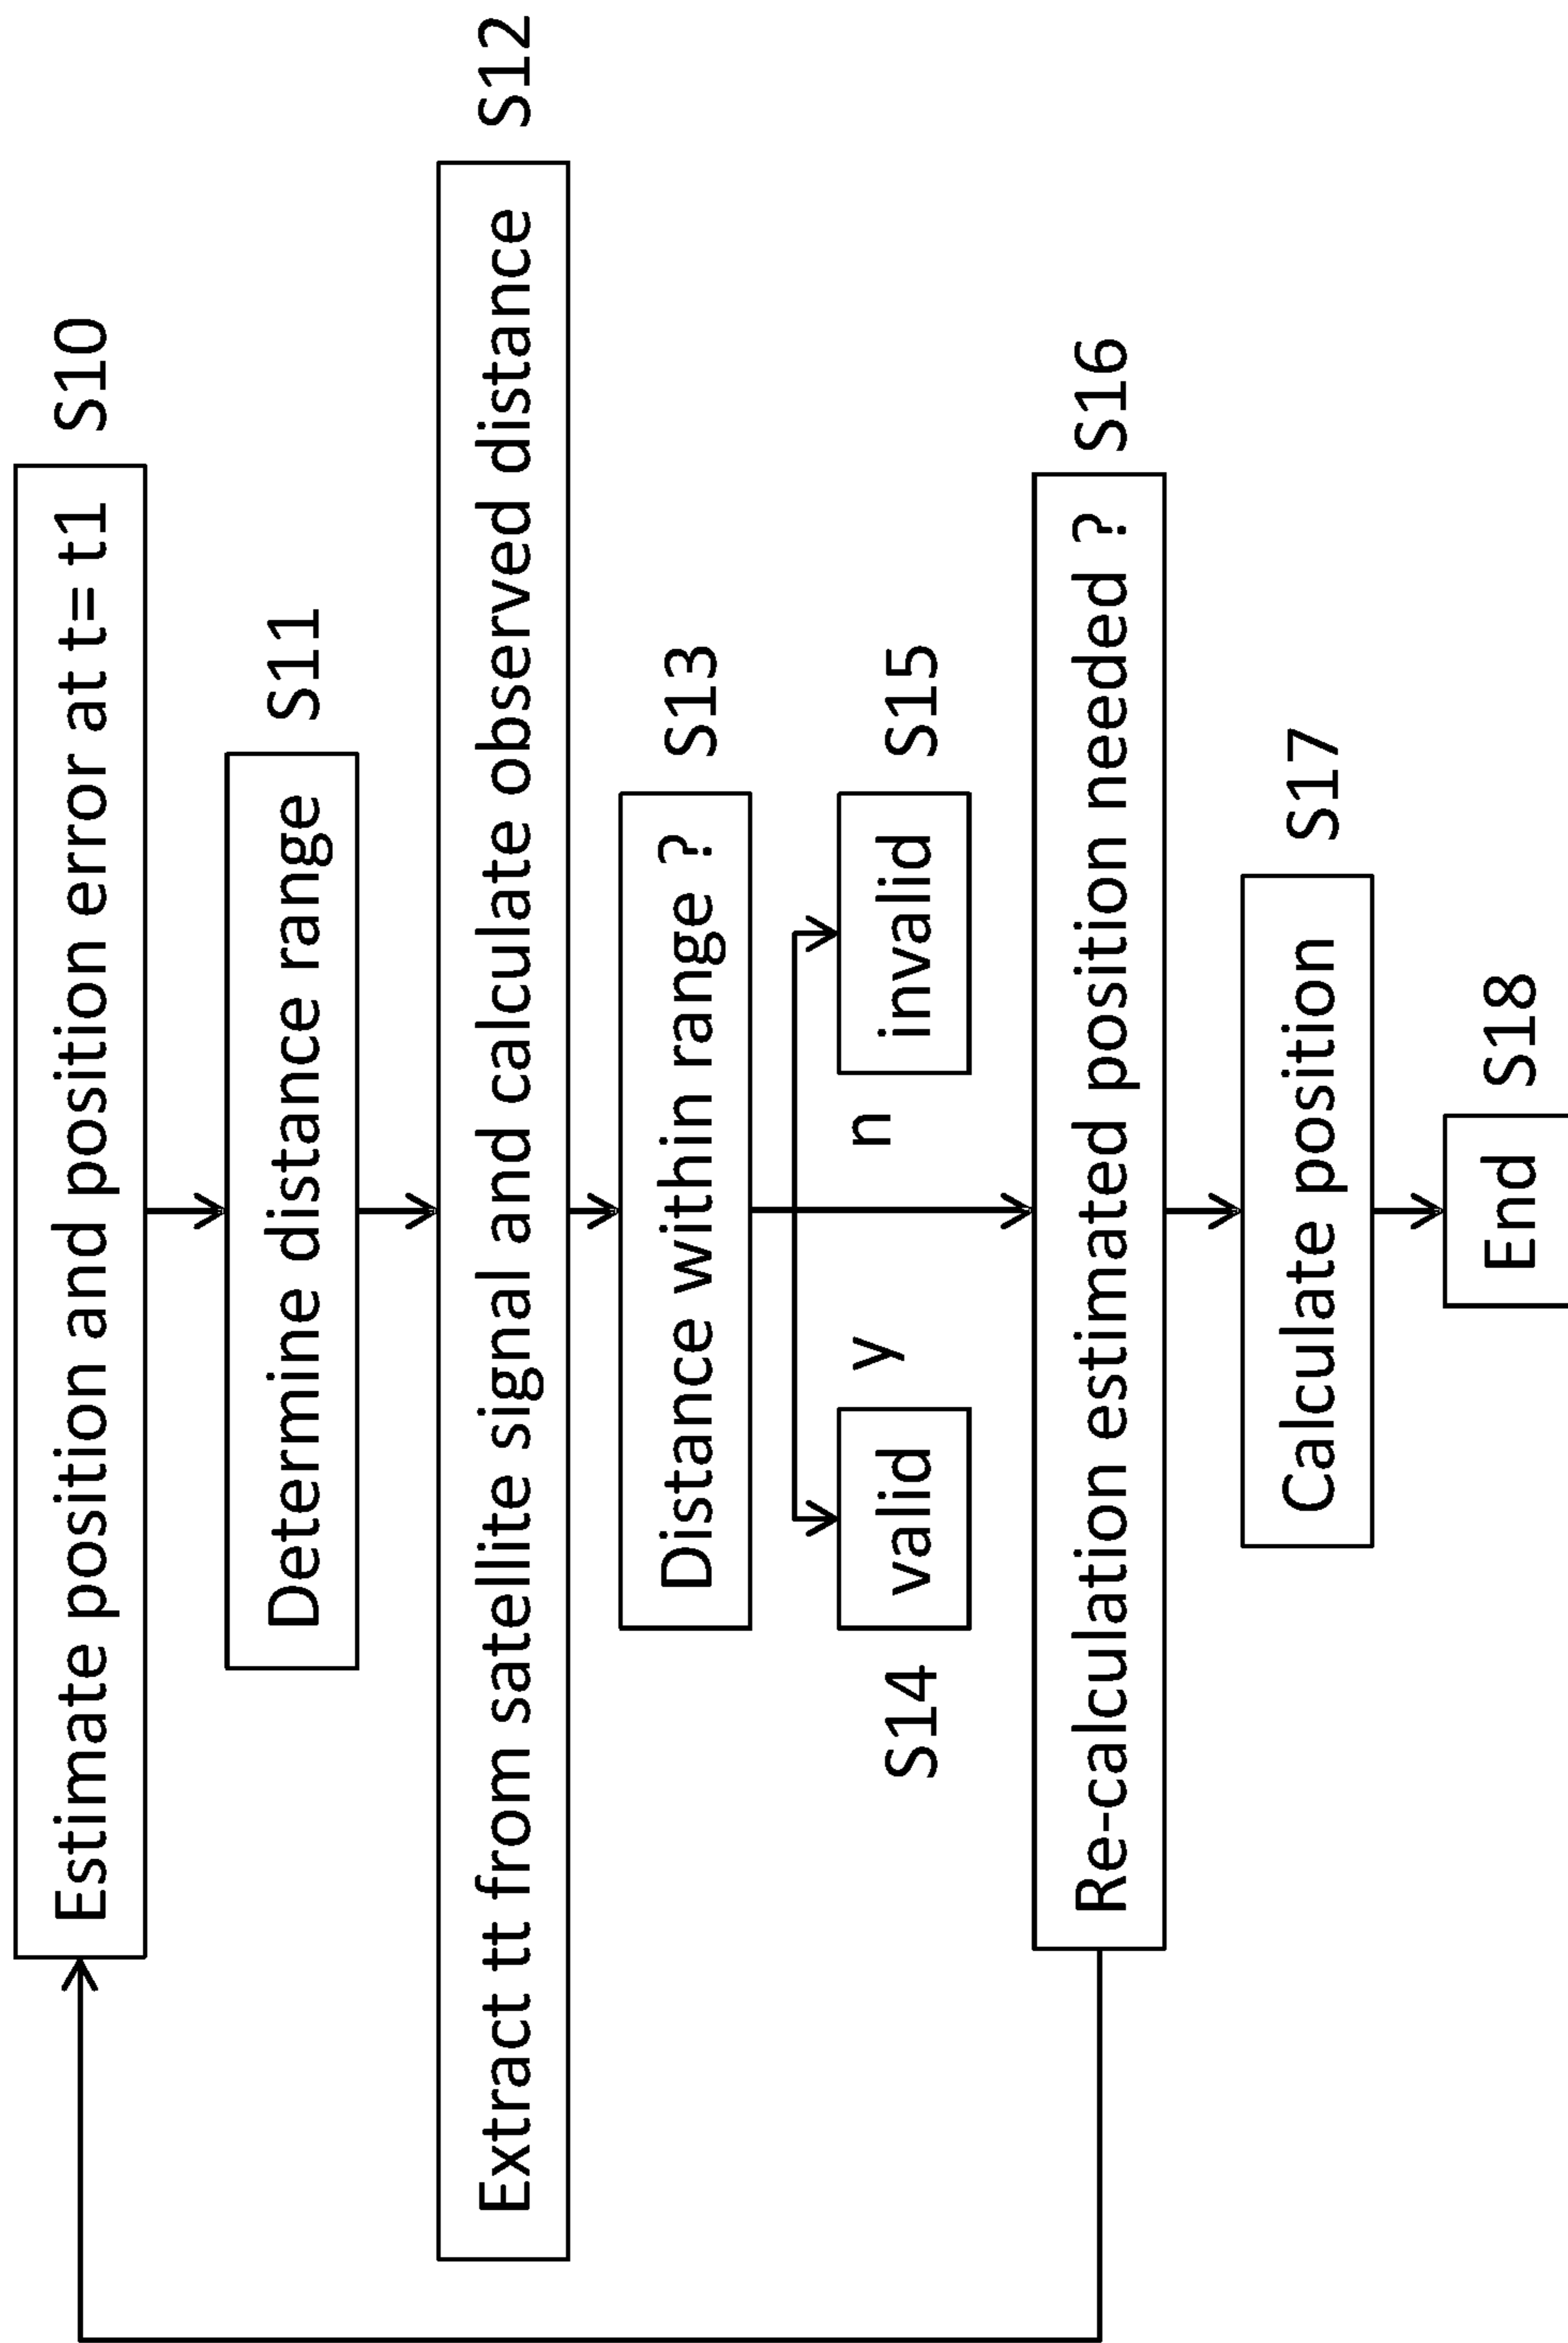 Estimate position and position error at t= t1 S10
Determine distance range S11
Extract tt from satellite signal and calculate observed distance S12
Distance within range ? S13
y n
S14 valid invalid S15
Re-calculation estimated position needed ? S16
Calculate position S17
End S18